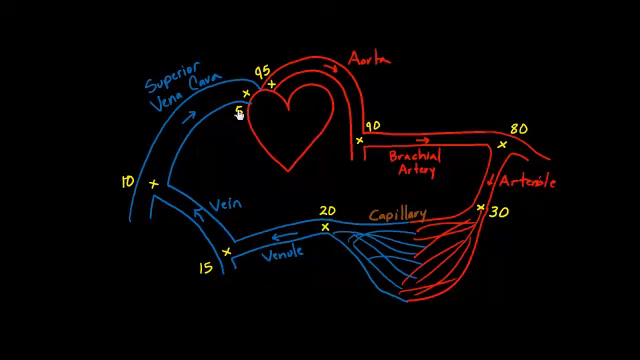 Superior
Vena Cava
95
Aorta
5
90
80
Brachial
Artery
10
Arteriole
Vein
20
Capillary
30
Venule
15